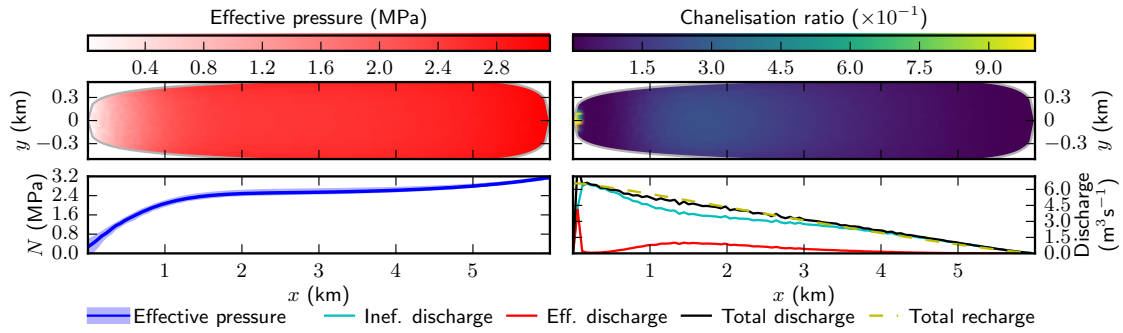 Effective pressure (MPa)
Chanelisation ratio (×10⁻¹)
0.4 0.8 1.2 1.6 2.0 2.4 2.8
1.5 3.0 4.5 6.0 7.5 9.0
y (km)
0.3
0
−0.3
0.3
0
−0.3
y (km)
N (MPa)
3.2
2.4
1.6
0.8
0.0
6.0
4.5
3.0
1.5
0.0
Discharge
(m³ s⁻¹)
1 2 3 4 5
1 2 3 4 5
x (km)
x (km)
Effective pressure Inef. discharge Eff. discharge Total discharge Total recharge